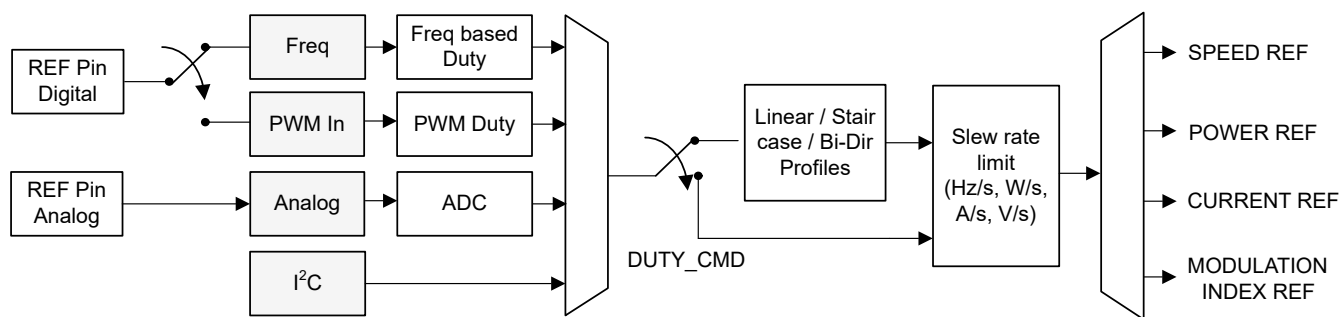 REF Pin
Digital
Freq
Freq based
Duty
PWM In
PWM Duty
REF Pin
Analog
Analog
ADC
I²C
DUTY_CMD
Linear / Stair
case / Bi-Dir
Profiles
Slew rate
limit
(Hz/s, W/s,
A/s, V/s)
SPEED REF
POWER REF
CURRENT REF
MODULATION
INDEX REF